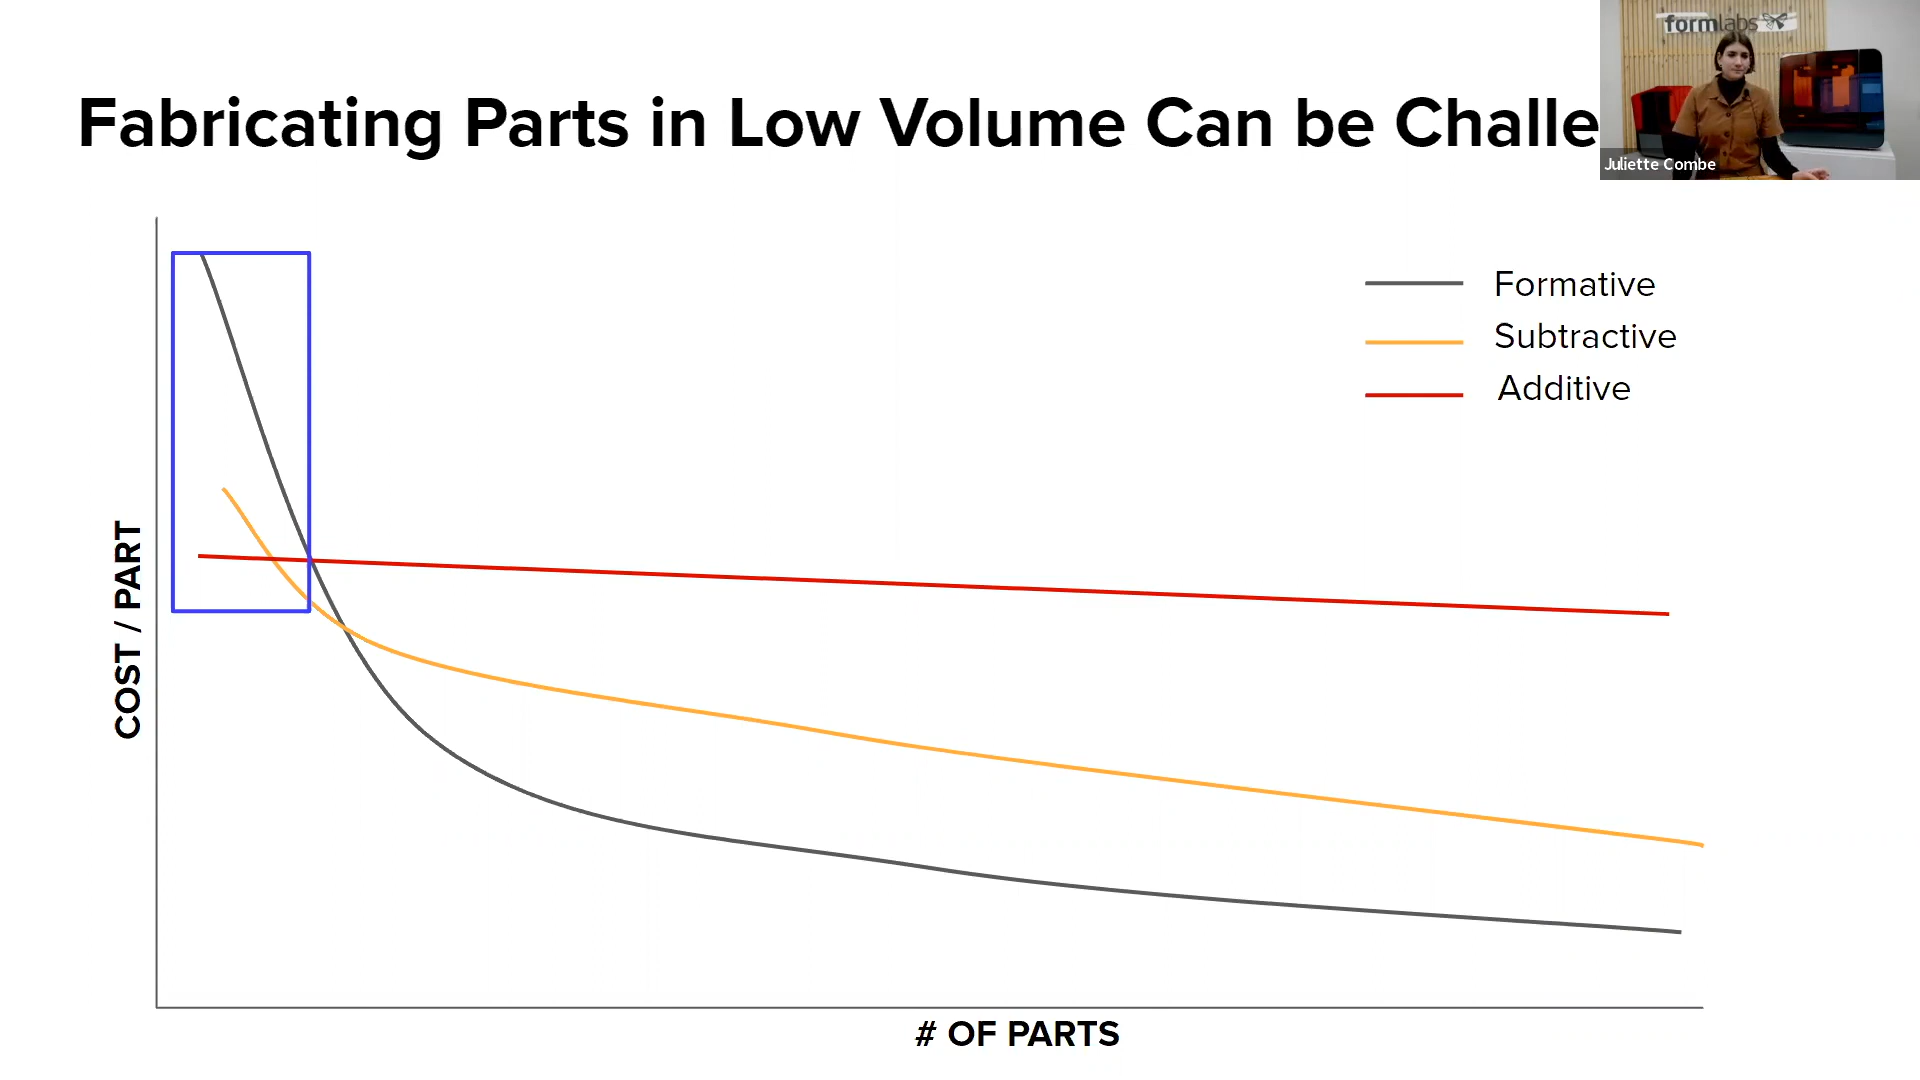 formlabs
Fabricating Parts in Low Volume Can be Challe
Juliette Combe
Formative
Subtractive
Additive
COST / PART
# OF PARTS